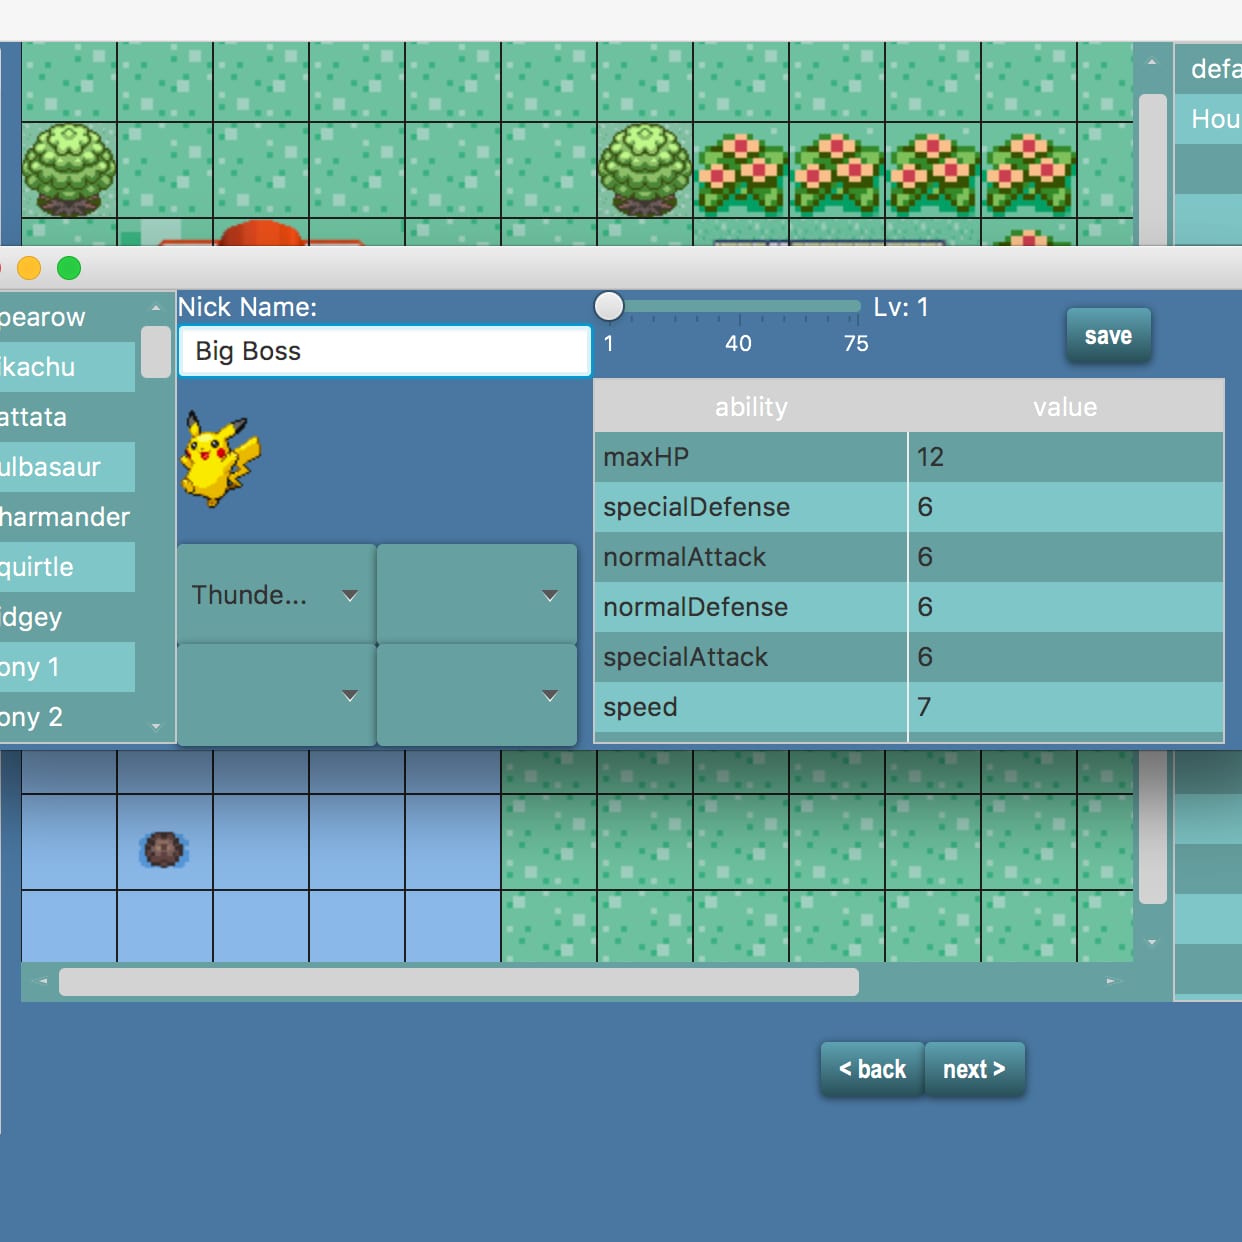 defa
Hou
pearow
ikachu
attata
ulbasaur
harmander
quirtle
idgey
ony 1
ony 2
Nick Name:
Big Boss
Thunde...
1 40 75
Lv: 1
save
ability value
maxHP 12
specialDefense 6
normalAttack 6
normalDefense 6
specialAttack 6
speed 7
< back next >